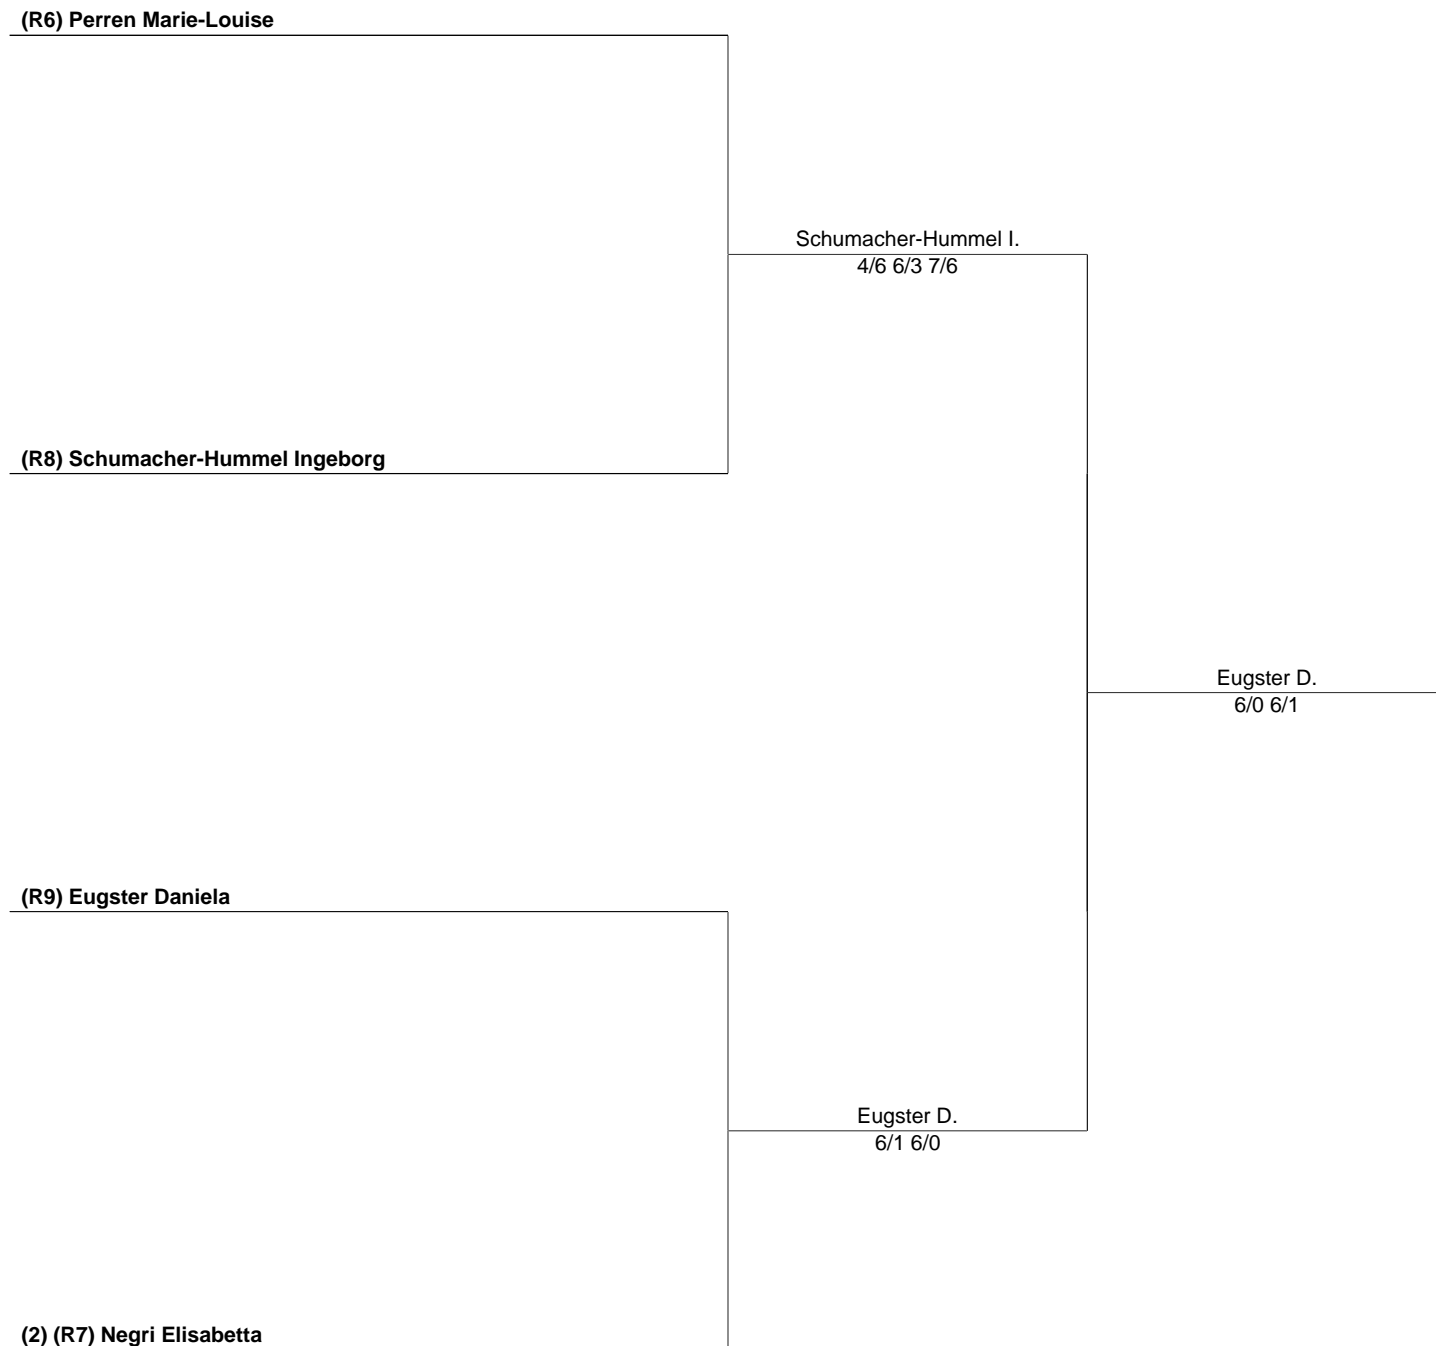 (R6) Perren Marie-Louise
Schumacher-Hummel I.
4/6 6/3 7/6
(R8) Schumacher-Hummel Ingeborg
Eugster D.
6/0 6/1
(R9) Eugster Daniela
Eugster D.
6/1 6/0
(2) (R7) Negri Elisabetta